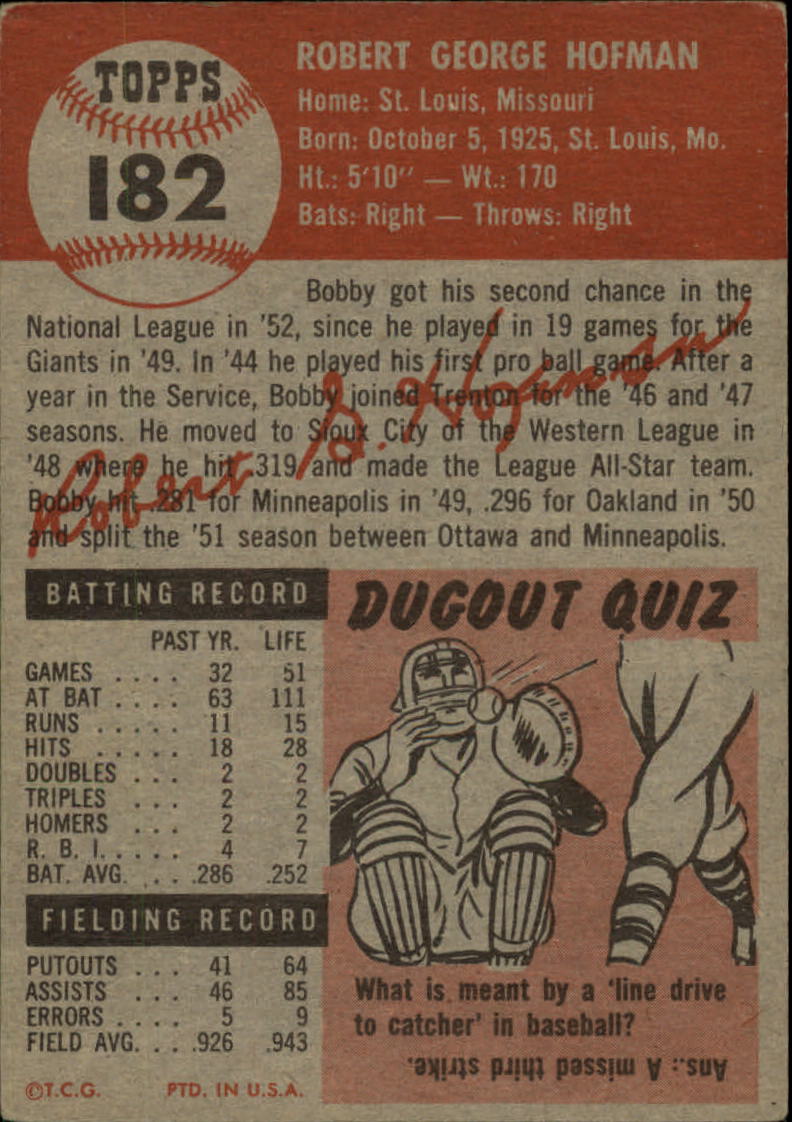 TOPPS
182
ROBERT GEORGE HOFMAN
Home: St. Louis, Missouri
Born: October 5, 1925, St. Louis, Mo.
Ht.: 5'10" — Wt.: 170
Bats: Right — Throws: Right
Bobby got his second chance in the
National League in '52, since he played in 19 games for the
Giants in '49. In '44 he played his first pro ball game. After a
year in the Service, Bobby joined Trenton for the '46 and '47
seasons. He moved to Sioux City of the Western League in
'48 where he hit .319 and made the League All-Star team.
Bobby hit .281 for Minneapolis in '49, .296 for Oakland in '50
and split the '51 season between Ottawa and Minneapolis.
Robert G. Hofman
BATTING RECORD
PAST YR. LIFE
GAMES .... 32 51
AT BAT .... 63 111
RUNS ..... 11 15
HITS ..... 18 28
DOUBLES ... 2 2
TRIPLES ... 2 2
HOMERS ... 2 2
R. B. I. .... 4 7
BAT. AVG. ... .286 .252
FIELDING RECORD
PUTOUTS ... 41 64
ASSISTS ... 46 85
ERRORS .... 5 9
FIELD AVG. .. .926 .943
©T.C.G. PTD. IN U.S.A.
DUGOUT QUIZ
What is meant by a 'line drive
to catcher' in baseball?
Ans.: A missed third strike.